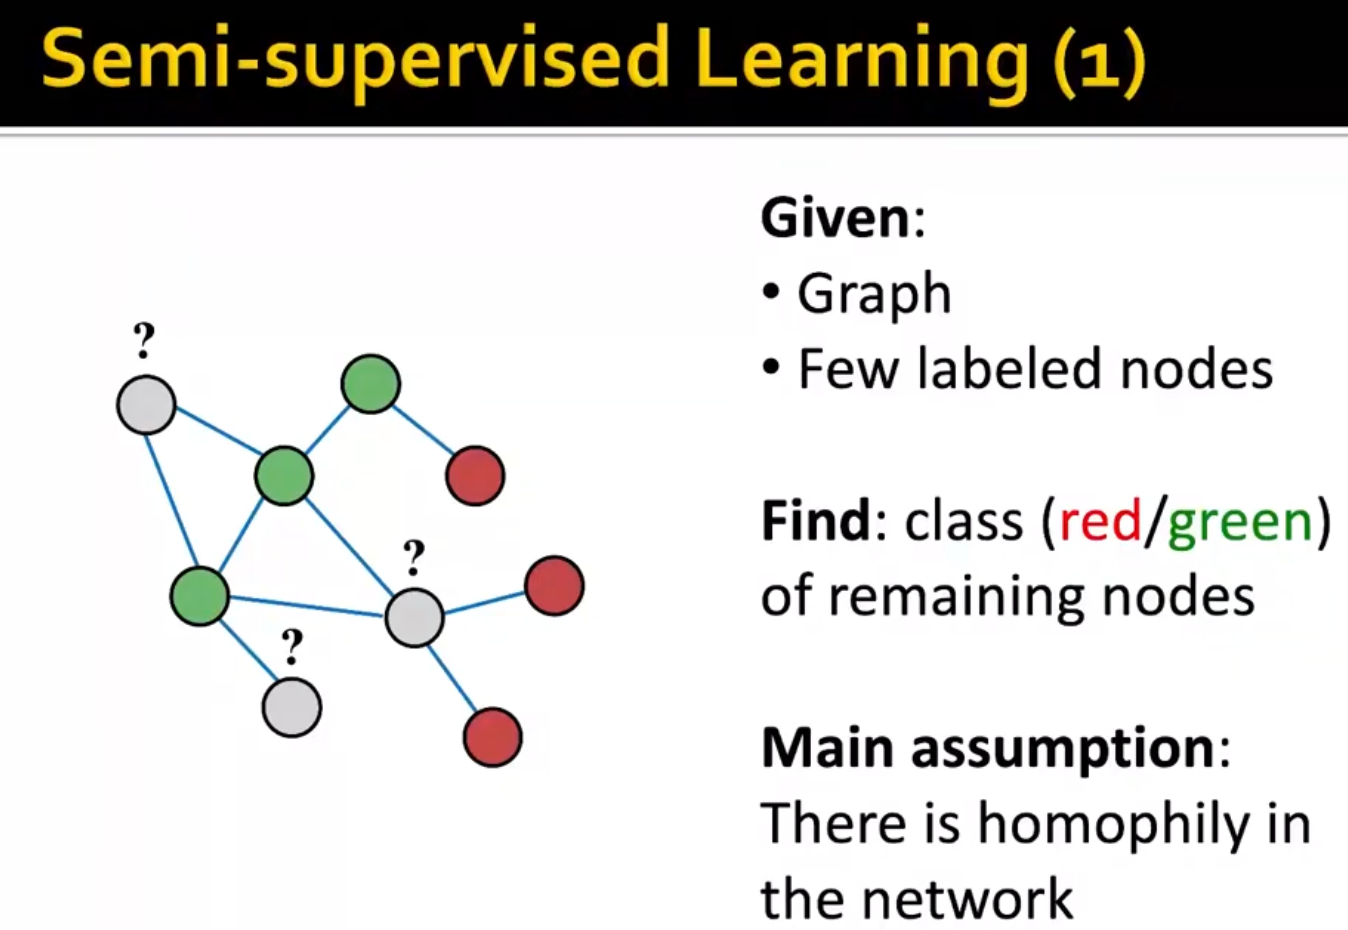 Semi-supervised Learning (1)
?
?
?
Given:
• Graph
• Few labeled nodes
Find: class (red/green)
of remaining nodes
Main assumption:
There is homophily in
the network